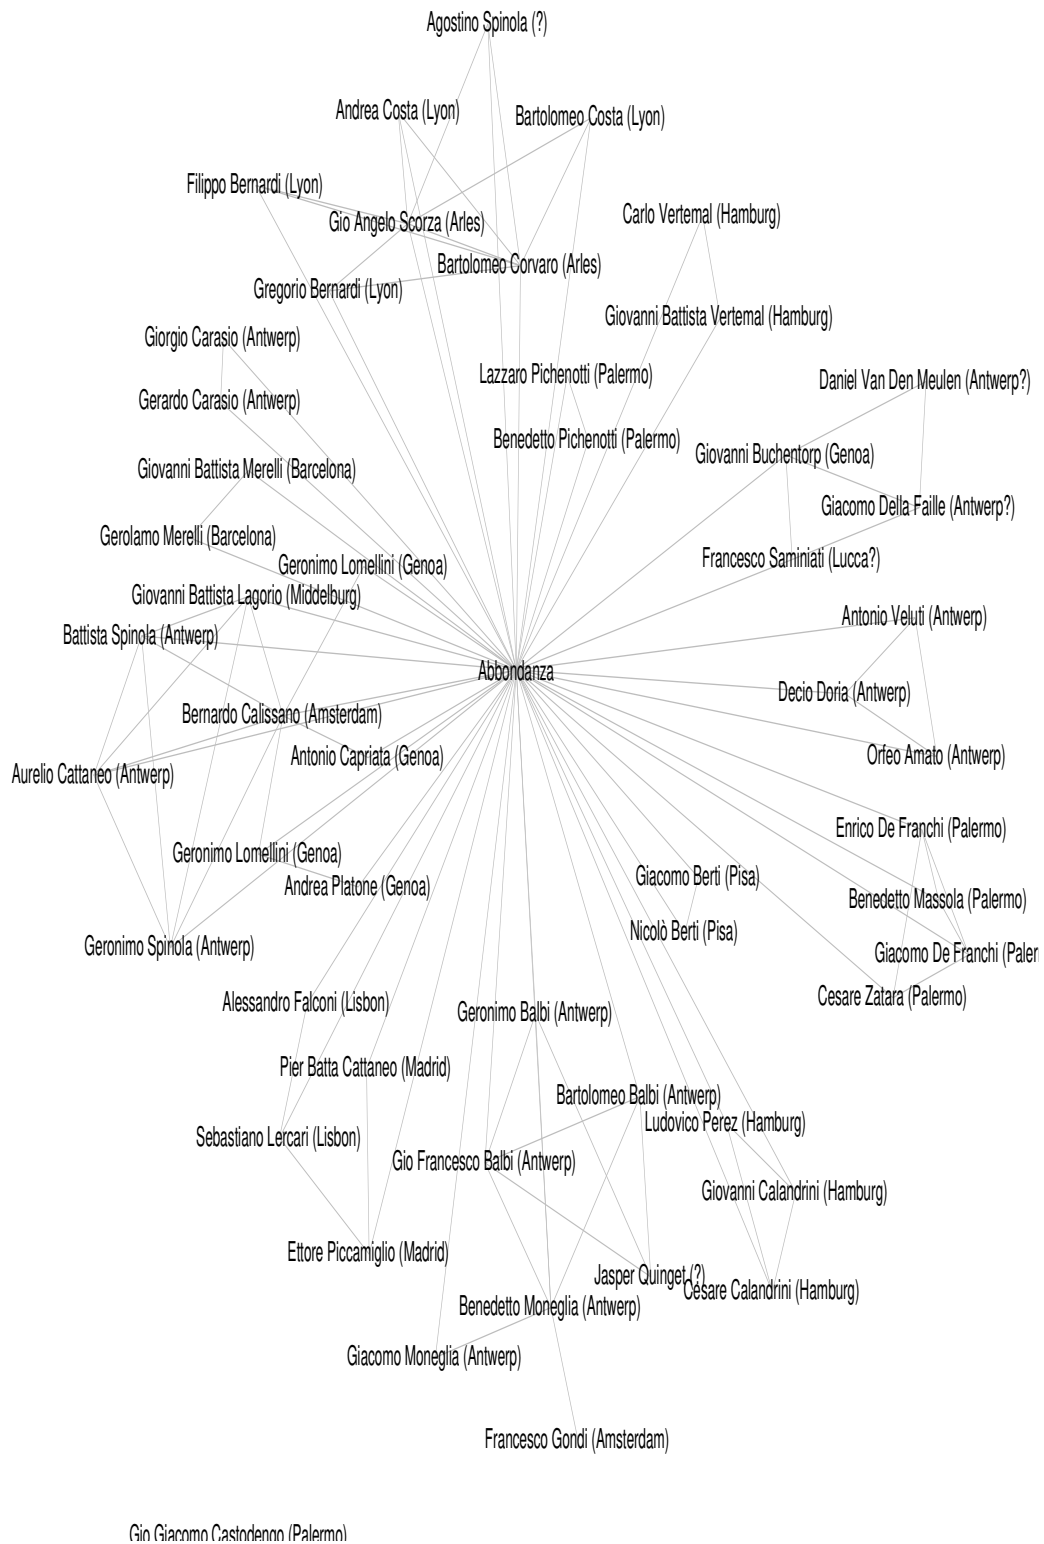 Agostino Spinola (?)
Andrea Costa (Lyon)
Bartolomeo Costa (Lyon)
Filippo Bernardi (Lyon)
Carlo Vertemal (Hamburg)
Gio Angelo Scorza (Arles)
Bartolomeo Corvaro (Arles)
Gregorio Bernardi (Lyon)
Giovanni Battista Vertemal (Hamburg)
Giorgio Carasio (Antwerp)
Lazzaro Pichenotti (Palermo)
Daniel Van Den Meulen (Antwerp?)
Gerardo Carasio (Antwerp)
Benedetto Pichenotti (Palermo)
Giovanni Buchentorp (Genoa)
Giovanni Battista Merelli (Barcelona)
Giacomo Della Faille (Antwerp?)
Gerolamo Merelli (Barcelona)
Francesco Saminiati (Lucca?)
Geronimo Lomellini (Genoa)
Giovanni Battista Lagorio (Middelburg)
Antonio Veluti (Antwerp)
Battista Spinola (Antwerp)
Abbondanza
Decio Doria (Antwerp)
Bernardo Calissano (Amsterdam)
Antonio Capriata (Genoa)
Orfeo Amato (Antwerp)
Aurelio Cattaneo (Antwerp)
Enrico De Franchi (Palermo)
Geronimo Lomellini (Genoa)
Giacomo Berti (Pisa)
Andrea Platone (Genoa)
Benedetto Massola (Palermo)
Nicolò Berti (Pisa)
Geronimo Spinola (Antwerp)
Giacomo De Franchi (Paler
Cesare Zatara (Palermo)
Alessandro Falconi (Lisbon)
Geronimo Balbi (Antwerp)
Pier Batta Cattaneo (Madrid)
Bartolomeo Balbi (Antwerp)
Ludovico Perez (Hamburg)
Sebastiano Lercari (Lisbon)
Gio Francesco Balbi (Antwerp)
Giovanni Calandrini (Hamburg)
Ettore Piccamiglio (Madrid)
Jasper Quinget (?)
Cesare Calandrini (Hamburg)
Benedetto Moneglia (Antwerp)
Giacomo Moneglia (Antwerp)
Francesco Gondi (Amsterdam)
Gio Giacomo Castodengo (Palermo)